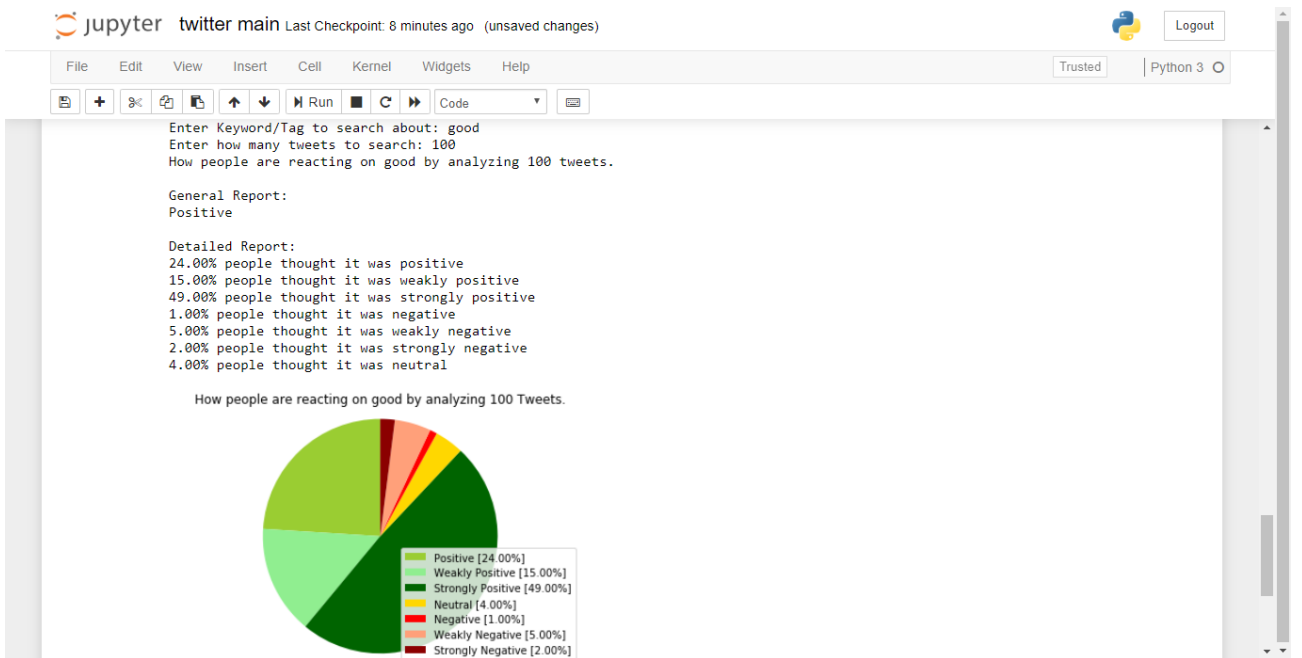 jupyter twitter main Last Checkpoint: 8 minutes ago (unsaved changes)
Logout
File Edit View Insert Cell Kernel Widgets Help
Trusted
Python 3
Run
Code
Enter Keyword/Tag to search about: good
Enter how many tweets to search: 100
How people are reacting on good by analyzing 100 tweets.
General Report:
Positive
Detailed Report:
24.00% people thought it was positive
15.00% people thought it was weakly positive
49.00% people thought it was strongly positive
1.00% people thought it was negative
5.00% people thought it was weakly negative
2.00% people thought it was strongly negative
4.00% people thought it was neutral
How people are reacting on good by analyzing 100 Tweets.
Positive [24.00%]
Weakly Positive [15.00%]
Strongly Positive [49.00%]
Neutral [4.00%]
Negative [1.00%]
Weakly Negative [5.00%]
Strongly Negative [2.00%]